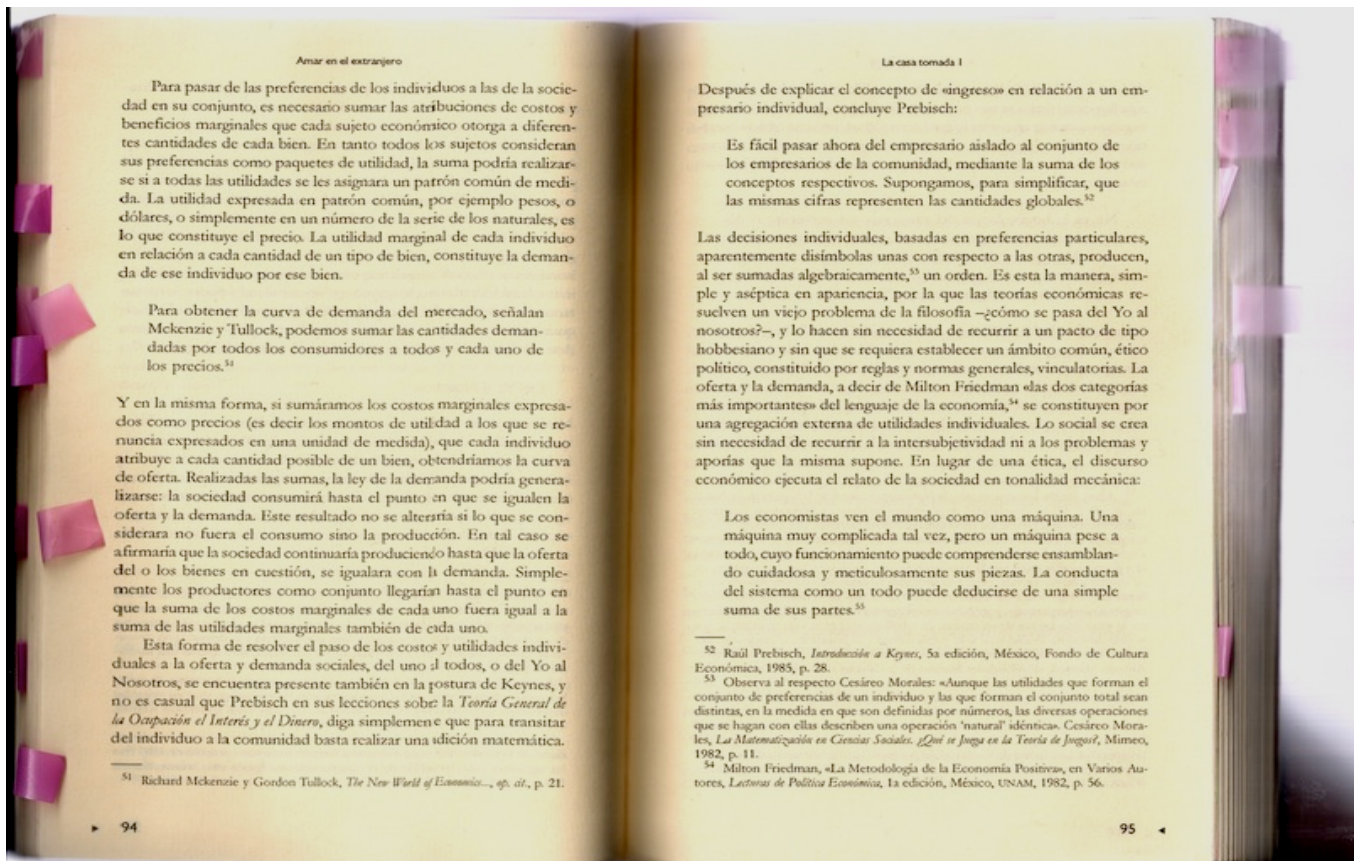 Amar en el extranjero
Para pasar de las preferencias de los individuos a las de la socie-
dad en su conjunto, es necesario sumar las atribuciones de costos y
beneficios marginales que cada sujeto económico otorga a diferen-
tes cantidades de cada bien. En tanto todos los sujetos consideran
sus preferencias como paquetes de utilidad, la suma podría realizar-
se si a todas las utilidades se les asignara un patrón común de medi-
da. La utilidad expresada en patrón común, por ejemplo pesos, o
dólares, o simplemente en un número de la serie de los naturales, es
lo que constituye el precio. La utilidad marginal de cada individuo
en relación a cada cantidad de un tipo de bien, constituye la deman-
da de ese individuo por ese bien.
Para obtener la curva de demanda del mercado, señalan
Mckenzie y Tullock, podemos sumar las cantidades deman-
dadas por todos los consumidores a todos y cada uno de
los precios.⁵¹
Y en la misma forma, si sumáramos los costos marginales expresa-
dos como precios (es decir los montos de utilidad a los que se re-
nuncia expresados en una unidad de medida), que cada individuo
atribuye a cada cantidad posible de un bien, obtendríamos la curva
de oferta. Realizadas las sumas, la ley de la demanda podría genera-
lizarse: la sociedad consumirá hasta el punto en que se igualen la
oferta y la demanda. Este resultado no se alteraría si lo que se con-
siderara no fuera el consumo sino la producción. En tal caso se
afirmaría que la sociedad continuaría produciendo hasta que la oferta
del o los bienes en cuestión, se igualara con la demanda. Simple-
mente los productores como conjunto llegarían hasta el punto en
que la suma de los costos marginales de cada uno fuera igual a la
suma de las utilidades marginales también de cada uno.
Esta forma de resolver el paso de los costos y utilidades indivi-
duales a la oferta y demanda sociales, del uno al todos, o del Yo al
Nosotros, se encuentra presente también en la postura de Keynes, y
no es casual que Prebisch en sus lecciones sobre la Teoría General de
la Ocupación el Interés y el Dinero, diga simplemente que para transitar
del individuo a la comunidad basta realizar una adición matemática.
⁵¹ Richard Mckenzie y Gordon Tullock, The New World of Economics..., op. cit., p. 21.
94
La casa tomada I
Después de explicar el concepto de «ingreso» en relación a un em-
presario individual, concluye Prebisch:
Es fácil pasar ahora del empresario aislado al conjunto de
los empresarios de la comunidad, mediante la suma de los
conceptos respectivos. Supongamos, para simplificar, que
las mismas cifras representen las cantidades globales.⁵²
Las decisiones individuales, basadas en preferencias particulares,
aparentemente disímbolas unas con respecto a las otras, producen,
al ser sumadas algebraicamente,⁵³ un orden. Es esta la manera, sim-
ple y aséptica en apariencia, por la que las teorías económicas re-
suelven un viejo problema de la filosofía –¿cómo se pasa del Yo al
nosotros?–, y lo hacen sin necesidad de recurrir a un pacto de tipo
hobbesiano y sin que se requiera establecer un ámbito común, ético
político, constituido por reglas y normas generales, vinculatorias. La
oferta y la demanda, a decir de Milton Friedman «las dos categorías
más importantes» del lenguaje de la economía,⁵⁴ se constituyen por
una agregación externa de utilidades individuales. Lo social se crea
sin necesidad de recurrir a la intersubjetividad ni a los problemas y
aporías que la misma supone. En lugar de una ética, el discurso
económico ejecuta el relato de la sociedad en tonalidad mecánica:
Los economistas ven el mundo como una máquina. Una
máquina muy complicada tal vez, pero un máquina pese a
todo, cuyo funcionamiento puede comprenderse ensamblan-
do cuidadosa y meticulosamente sus piezas. La conducta
del sistema como un todo puede deducirse de una simple
suma de sus partes.⁵⁵
⁵² Raúl Prebisch, Introducción a Keynes, 5a edición, México, Fondo de Cultura
Económica, 1985, p. 28.
⁵³ Observa al respecto Cesáreo Morales: «Aunque las utilidades que forman el
conjunto de preferencias de un individuo y las que forman el conjunto total sean
distintas, en la medida en que son definidas por números, las diversas operaciones
que se hagan con ellas describen una operación 'natural' idéntica». Cesáreo Mora-
les, La Matematización en Ciencias Sociales. ¿Qué se Juega en la Teoría de Juegos?, Mimeo,
1982, p. 11.
⁵⁴ Milton Friedman, «La Metodología de la Economía Positiva», en Varios Au-
tores, Lecturas de Política Económica, 1a edición, México, UNAM, 1982, p. 56.
95